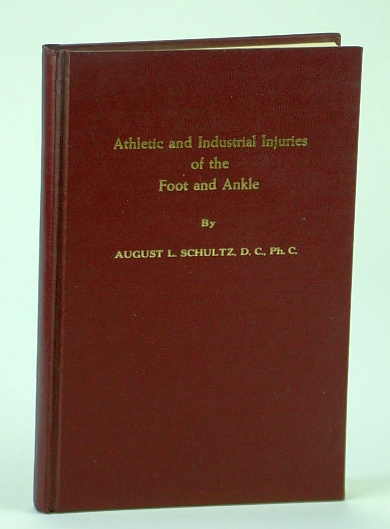 Athletic and Industrial Injuries
of the
Foot and Ankle
By
AUGUST L. SCHULTZ, D. C., Ph. C.